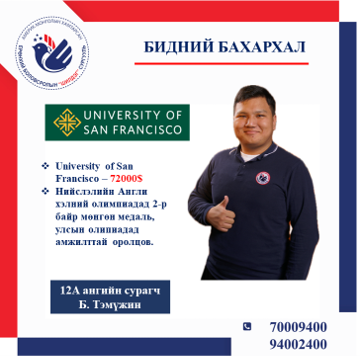 БИДНИЙ БАХАРХАЛ
UNIVERSITY OF
SAN FRANCISCO
❖ University of San
Francisco – 72000$
❖ Нийслэлийн Англи
хэлний олимпиадад 2-р
байр мөнгөн медаль,
улсын олипиадад
амжилттай оролцов.
12А ангийн сурагч
Б. Тэмүжин
70009400
94002400